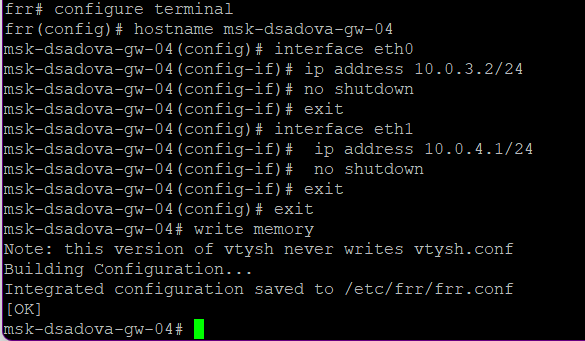 frr# configure terminal
frr(config)# hostname msk-dsadova-gw-04
msk-dsadova-gw-04(config)# interface eth0
msk-dsadova-gw-04(config-if)# ip address 10.0.3.2/24
msk-dsadova-gw-04(config-if)# no shutdown
msk-dsadova-gw-04(config-if)# exit
msk-dsadova-gw-04(config)# interface eth1
msk-dsadova-gw-04(config-if)#  ip address 10.0.4.1/24
msk-dsadova-gw-04(config-if)#  no shutdown
msk-dsadova-gw-04(config-if)# exit
msk-dsadova-gw-04(config)# exit
msk-dsadova-gw-04# write memory
Note: this version of vtysh never writes vtysh.conf
Building Configuration...
Integrated configuration saved to /etc/frr/frr.conf
[OK]
msk-dsadova-gw-04#